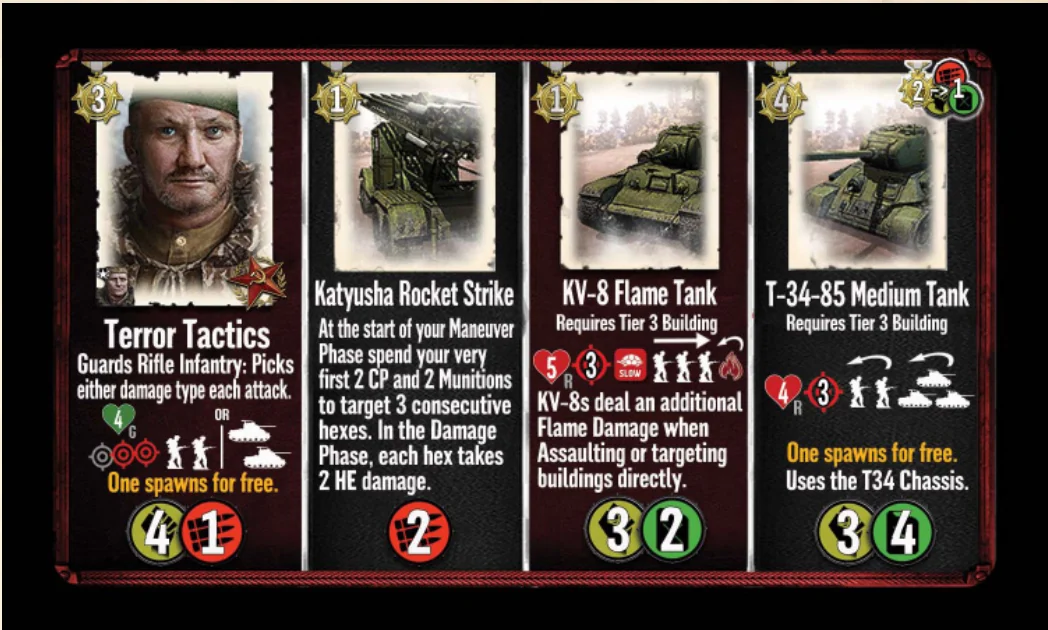 3
Terror Tactics
Guards Rifle Infantry: Picks
either damage type each attack.
4
G
OR
One spawns for free.
4 1
1
Katyusha Rocket Strike
At the start of your Maneuver
Phase spend your very
first 2 CP and 2 Munitions
to target 3 consecutive
hexes. In the Damage
Phase, each hex takes
2 HE damage.
2
1
KV-8 Flame Tank
Requires Tier 3 Building
5
R
3
SLOW
KV-8s deal an additional
Flame Damage when
Assaulting or targeting
buildings directly.
3 2
4
2 -> 1
T-34-85 Medium Tank
Requires Tier 3 Building
4
R
3
One spawns for free.
Uses the T34 Chassis.
3 4